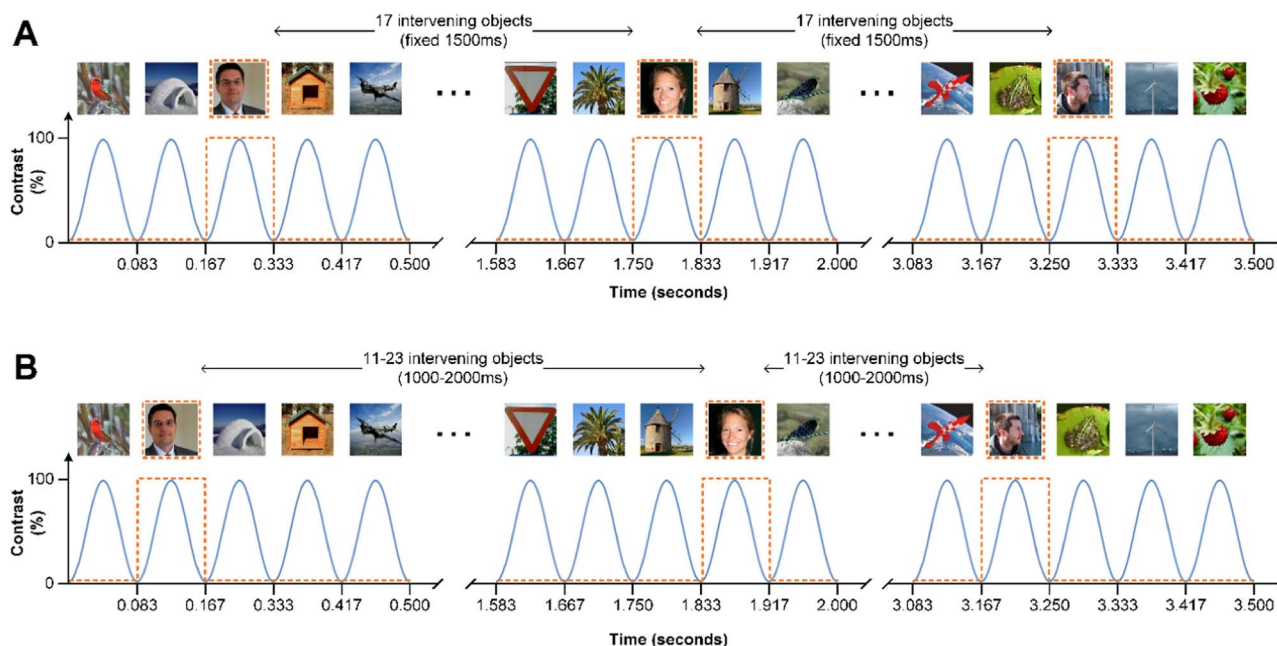 A
17 intervening objects
(fixed 1500ms)
17 intervening objects
(fixed 1500ms)
...
...
Contrast
(%)
100
0
0.083 0.167 0.333 0.417 0.500 1.583 1.667 1.750 1.833 1.917 2.000 3.083 3.167 3.250 3.333 3.417 3.500
Time (seconds)
B
11-23 intervening objects
(1000-2000ms)
11-23 intervening objects
(1000-2000ms)
...
...
Contrast
(%)
100
0
0.083 0.167 0.333 0.417 0.500 1.583 1.667 1.750 1.833 1.917 2.000 3.083 3.167 3.250 3.333 3.417 3.500
Time (seconds)